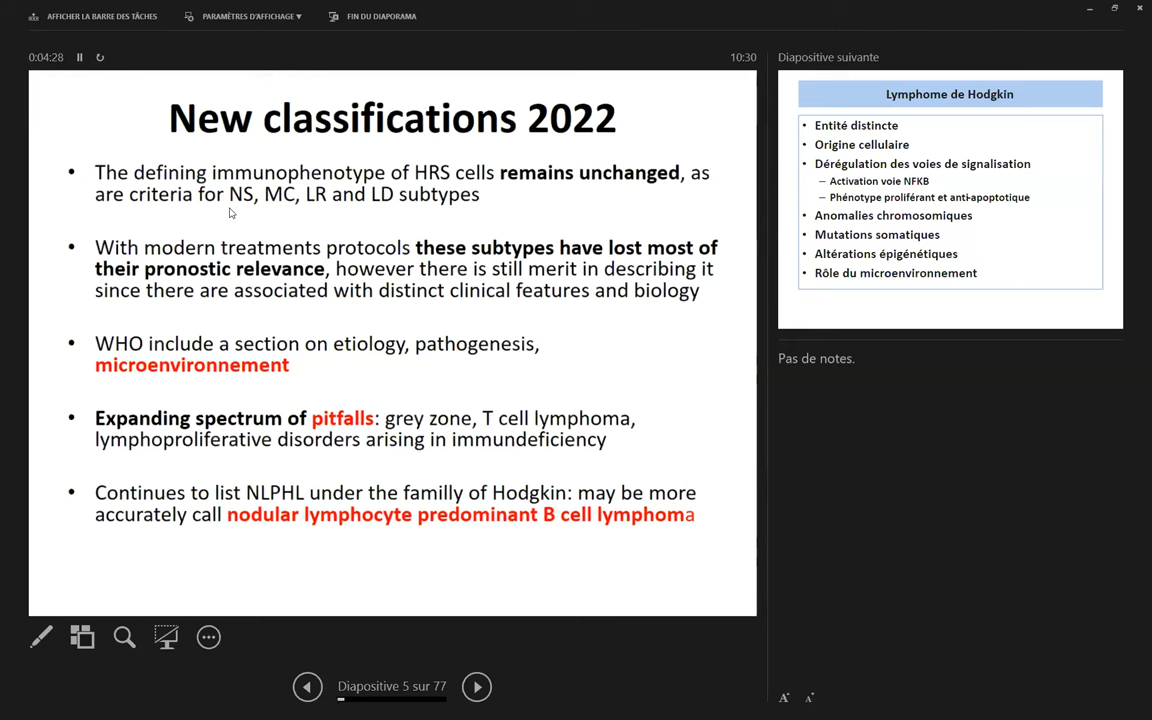 AFFICHER LA BARRE DES TÂCHES PARAMÈTRES D'AFFICHAGE ▾ FIN DU DIAPORAMA
0:04:28 10:30 Diapositive suivante
New classifications 2022
• The defining immunophenotype of HRS cells remains unchanged, as
are criteria for NS, MC, LR and LD subtypes
• With modern treatments protocols these subtypes have lost most of
their pronostic relevance, however there is still merit in describing it
since there are associated with distinct clinical features and biology
• WHO include a section on etiology, pathogenesis,
microenvironnement
• Expanding spectrum of pitfalls: grey zone, T cell lymphoma,
lymphoproliferative disorders arising in immundeficiency
• Continues to list NLPHL under the familly of Hodgkin: may be more
accurately call nodular lymphocyte predominant B cell lymphoma
Diapositive 5 sur 77
Lymphome de Hodgkin
• Entité distincte
• Origine cellulaire
• Dérégulation des voies de signalisation
– Activation voie NFKB
– Phénotype proliférant et anti-apoptotique
• Anomalies chromosomiques
• Mutations somatiques
• Altérations épigénétiques
• Rôle du microenvironnement
Pas de notes.
A A